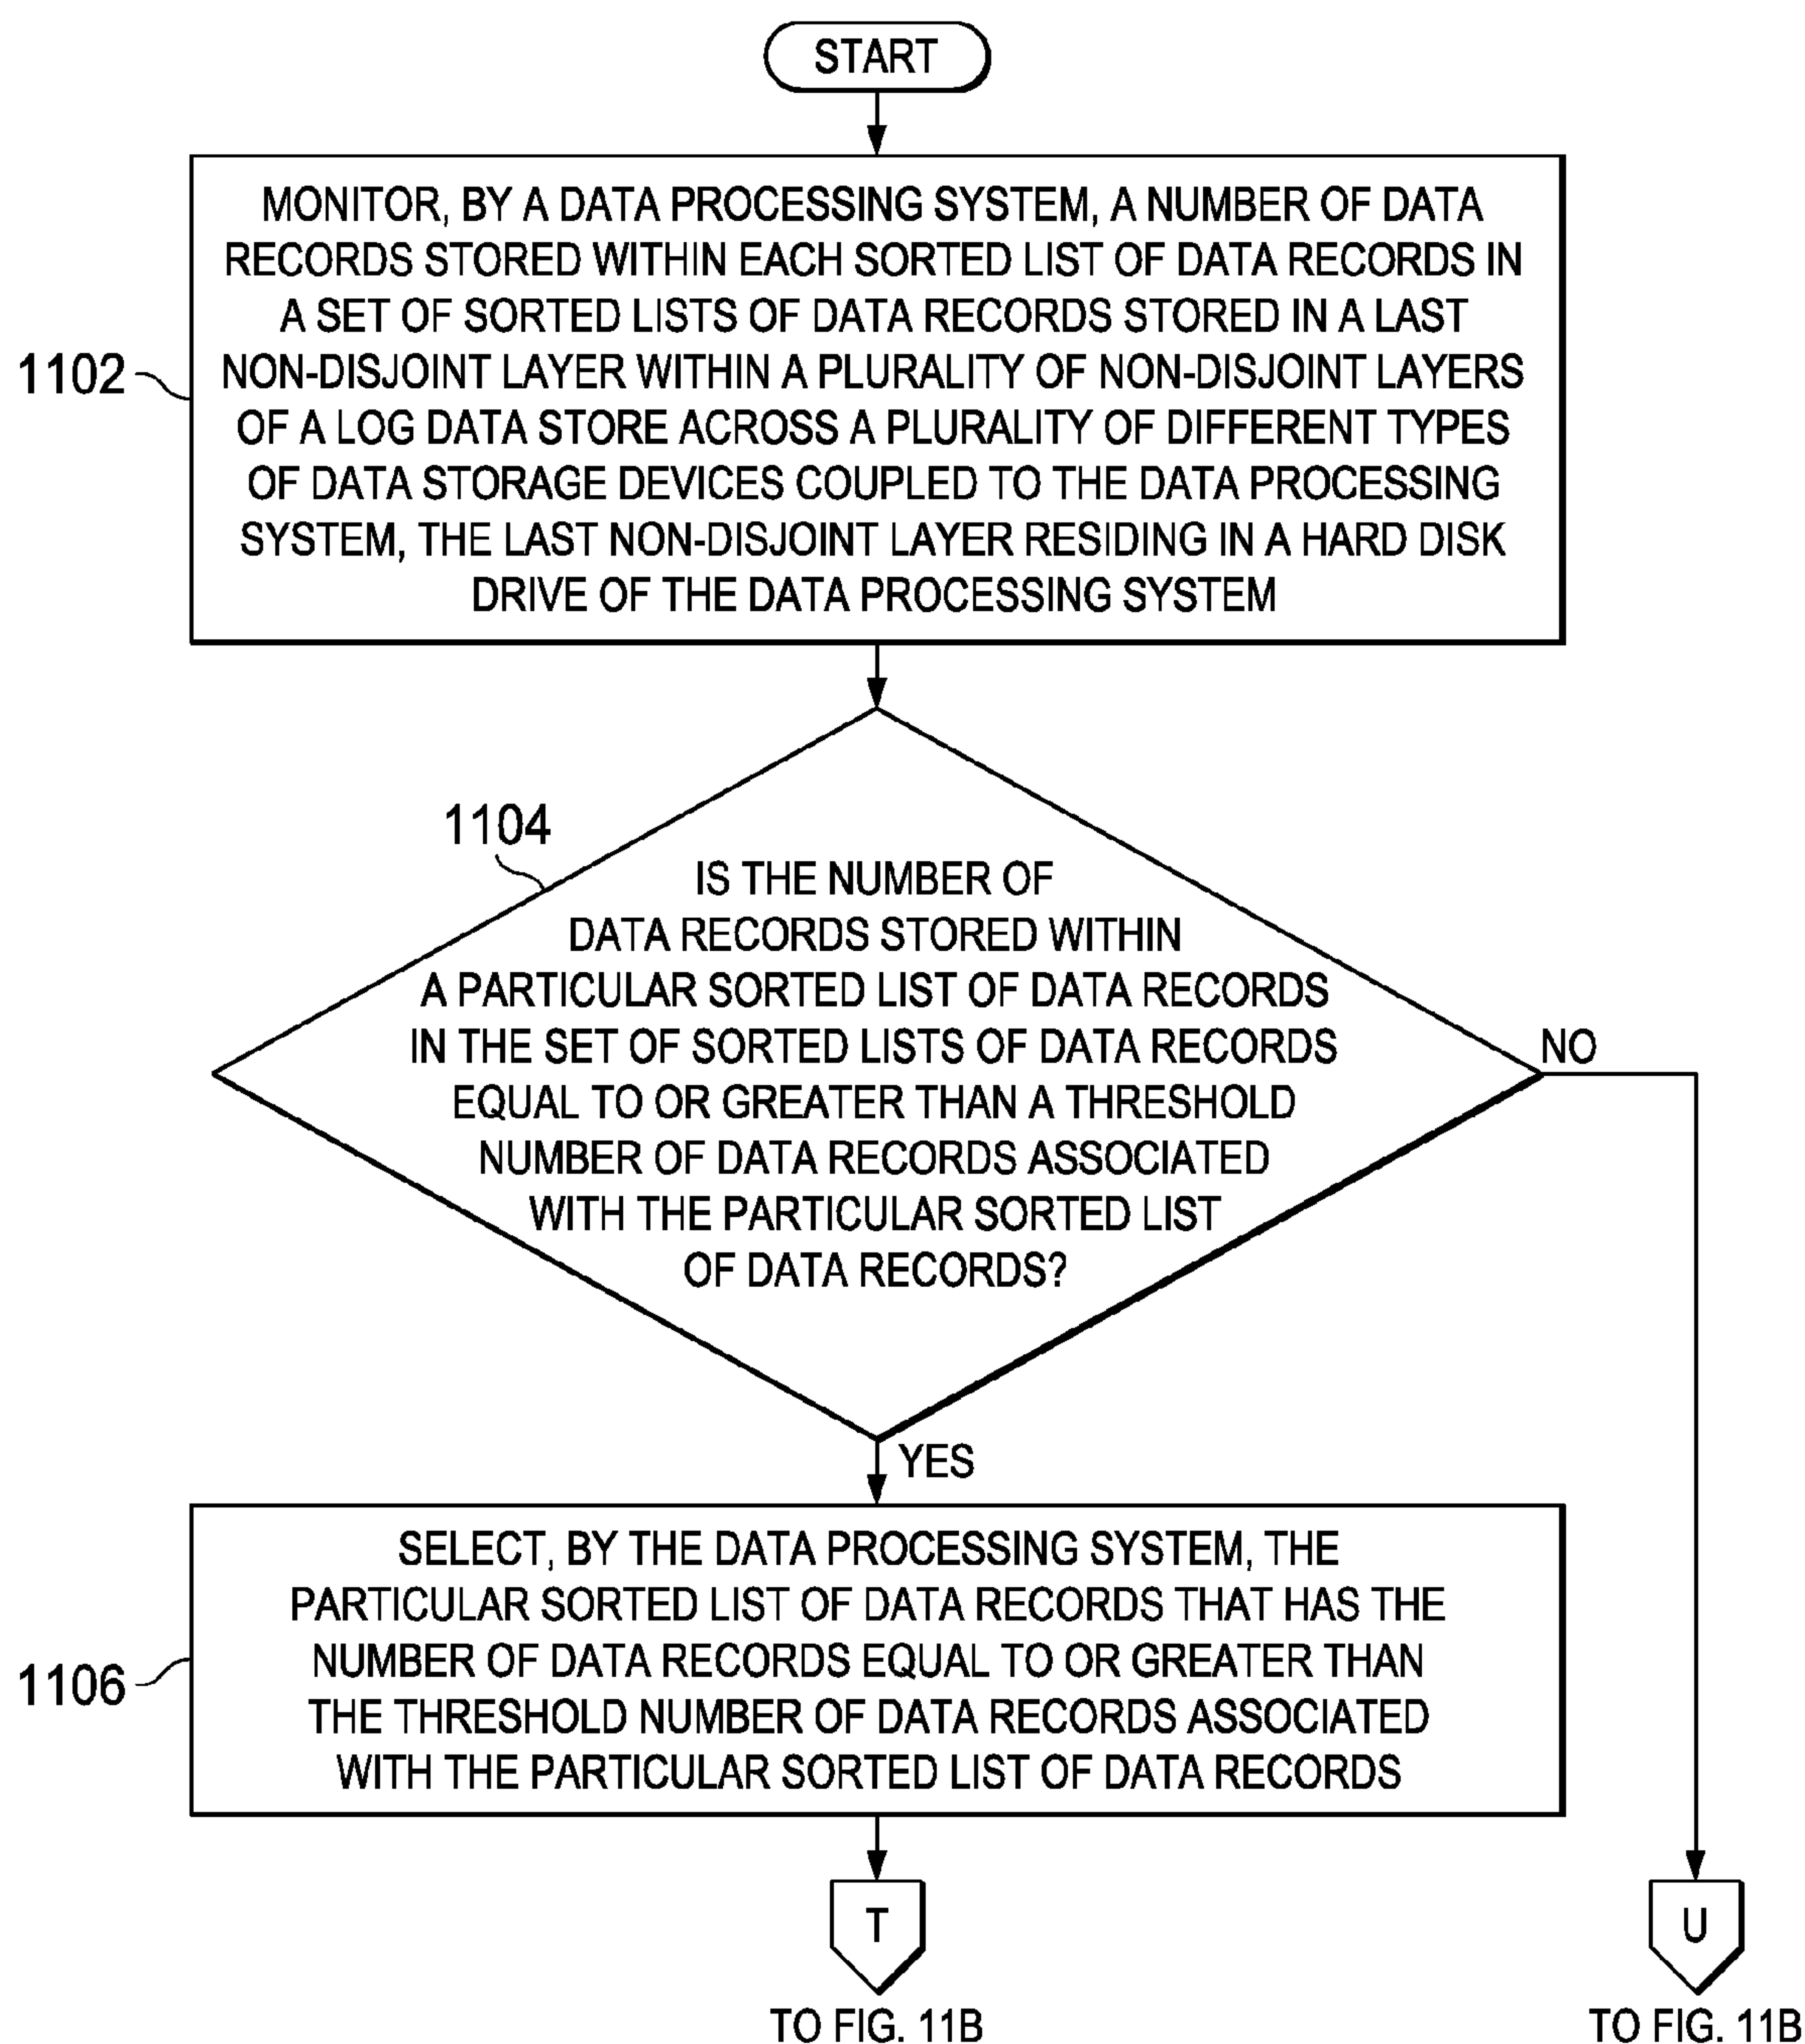 START
MONITOR, BY A DATA PROCESSING SYSTEM, A NUMBER OF DATA
RECORDS STORED WITHIN EACH SORTED LIST OF DATA RECORDS IN
A SET OF SORTED LISTS OF DATA RECORDS STORED IN A LAST
NON-DISJOINT LAYER WITHIN A PLURALITY OF NON-DISJOINT LAYERS
OF A LOG DATA STORE ACROSS A PLURALITY OF DIFFERENT TYPES
OF DATA STORAGE DEVICES COUPLED TO THE DATA PROCESSING
SYSTEM, THE LAST NON-DISJOINT LAYER RESIDING IN A HARD DISK
DRIVE OF THE DATA PROCESSING SYSTEM
1102
1104
IS THE NUMBER OF
DATA RECORDS STORED WITHIN
A PARTICULAR SORTED LIST OF DATA RECORDS
IN THE SET OF SORTED LISTS OF DATA RECORDS
EQUAL TO OR GREATER THAN A THRESHOLD
NUMBER OF DATA RECORDS ASSOCIATED
WITH THE PARTICULAR SORTED LIST
OF DATA RECORDS?
NO
YES
SELECT, BY THE DATA PROCESSING SYSTEM, THE
PARTICULAR SORTED LIST OF DATA RECORDS THAT HAS THE
NUMBER OF DATA RECORDS EQUAL TO OR GREATER THAN
THE THRESHOLD NUMBER OF DATA RECORDS ASSOCIATED
WITH THE PARTICULAR SORTED LIST OF DATA RECORDS
1106
T
TO FIG. 11B
U
TO FIG. 11B